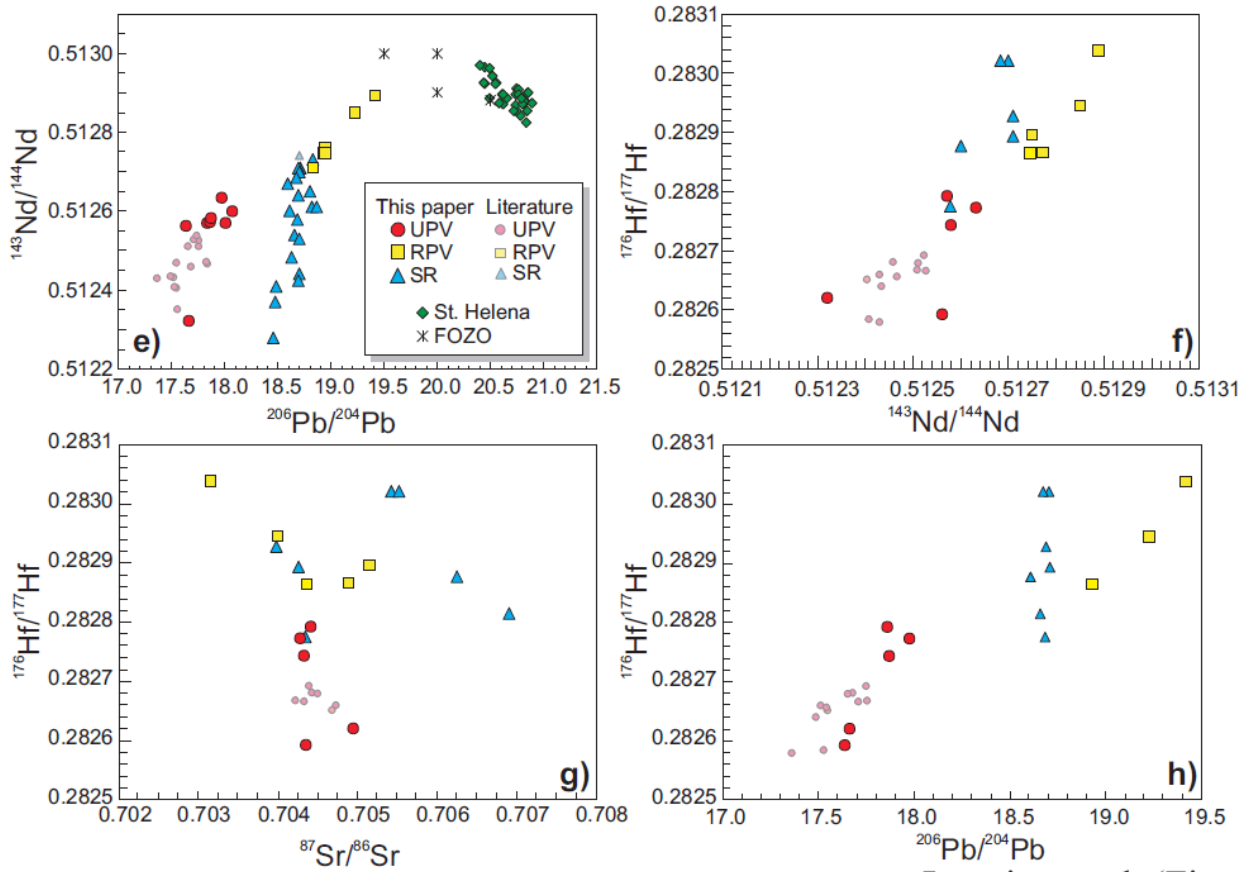 0.5130
0.5128
0.5126
0.5124
0.5122
¹⁴³Nd/¹⁴⁴Nd
17.0 17.5 18.0 18.5 19.0 19.5 20.0 20.5 21.0 21.5
²⁰⁶Pb/²⁰⁴Pb
e)
This paper Literature
UPV UPV
RPV RPV
SR SR
St. Helena
FOZO
0.2831
0.2830
0.2829
0.2828
0.2827
0.2826
0.2825
¹⁷⁶Hf/¹⁷⁷Hf
0.5121 0.5123 0.5125 0.5127 0.5129 0.5131
¹⁴³Nd/¹⁴⁴Nd
f)
0.2831
0.2830
0.2829
0.2828
0.2827
0.2826
0.2825
¹⁷⁶Hf/¹⁷⁷Hf
0.702 0.703 0.704 0.705 0.706 0.707 0.708
⁸⁷Sr/⁸⁶Sr
g)
0.2831
0.2830
0.2829
0.2828
0.2827
0.2826
0.2825
¹⁷⁶Hf/¹⁷⁷Hf
17.0 17.5 18.0 18.5 19.0 19.5
²⁰⁶Pb/²⁰⁴Pb
h)